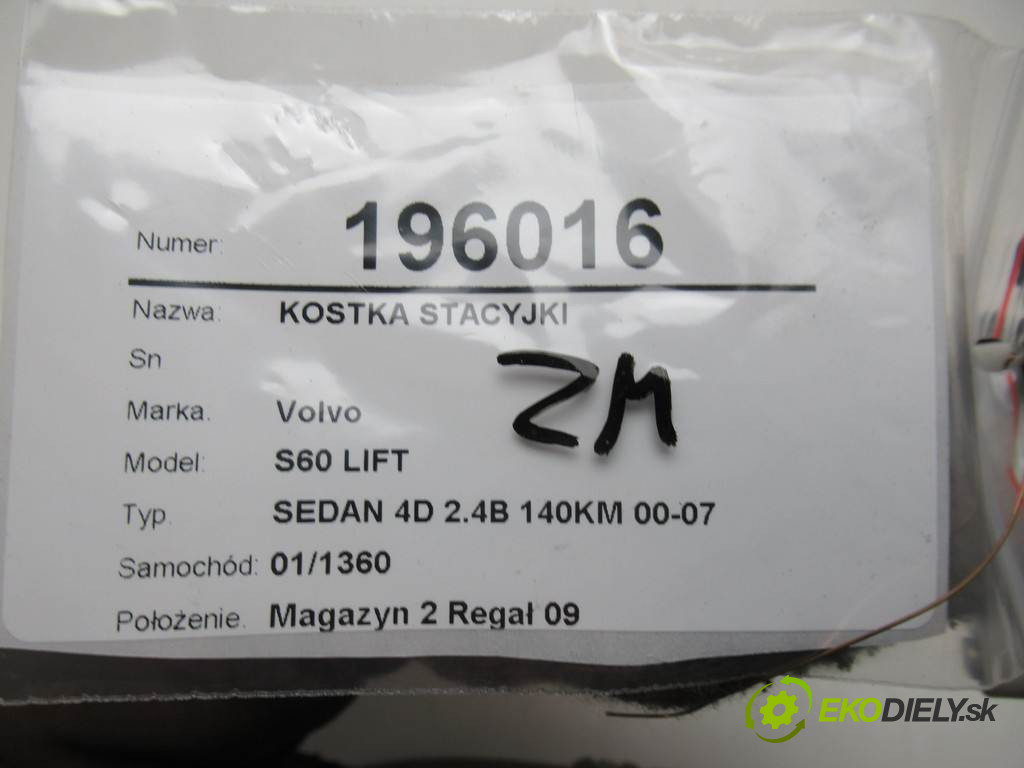 Numer: 196016
Nazwa: KOSTKA STACYJKI
Sn
ZM
Marka. Volvo
Model: S60 LIFT
Typ. SEDAN 4D 2.4B 140KM 00-07
Samochód: 01/1360
Położenie. Magazyn 2 Regał 09
EKODIELY.sk